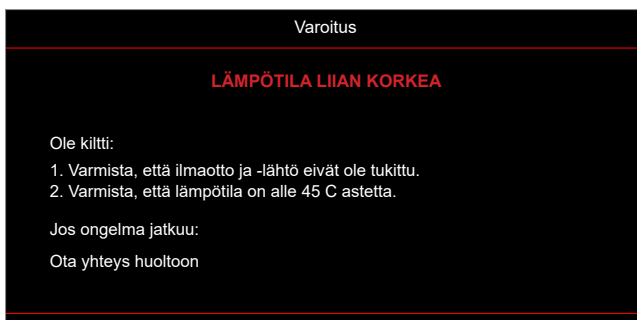 Varoitus
LÄMPÖTILA LIIAN KORKEA
Ole kiltti:
1. Varmista, että ilmaotto ja -lähtö eivät ole tukittu.
2. Varmista, että lämpötila on alle 45 C astetta.
Jos ongelma jatkuu:
Ota yhteys huoltoon